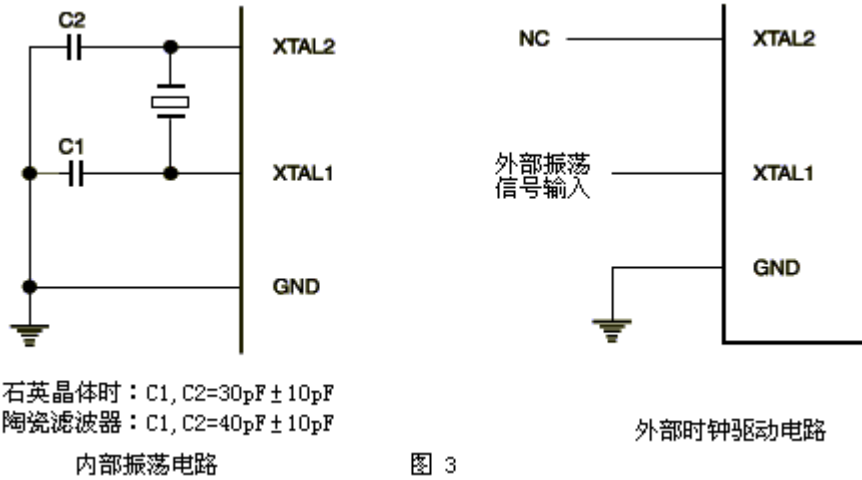 C2
XTAL2
C1
XTAL1
GND
石英晶体时：C1,C2=30pF±10pF
陶瓷滤波器：C1,C2=40pF±10pF
内部振荡电路
NC
XTAL2
外部振荡
信号输入
XTAL1
GND
外部时钟驱动电路
图 3